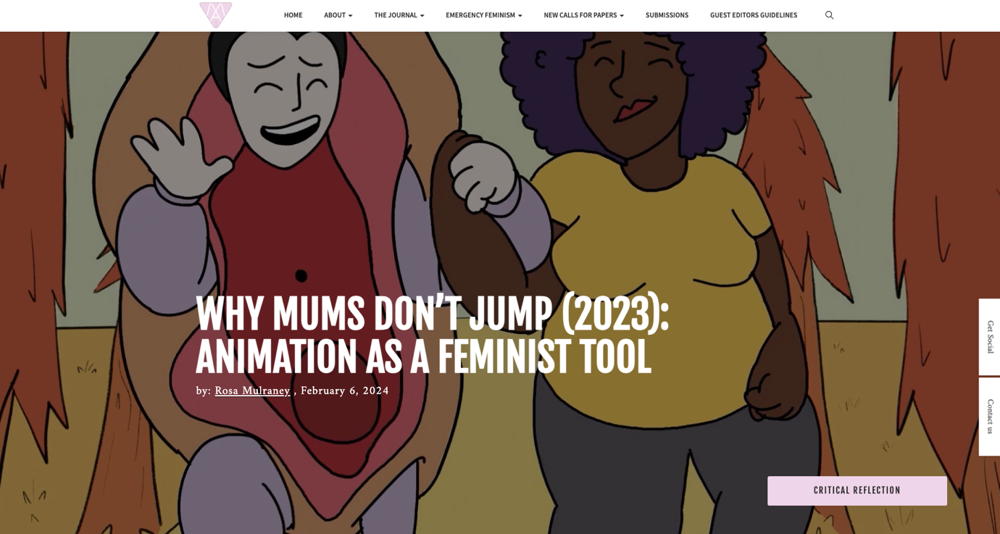 HOME ABOUT THE JOURNAL EMERGENCY FEMINISM NEW CALLS FOR PAPERS SUBMISSIONS GUEST EDITORS GUIDELINES
WHY MUMS DON’T JUMP (2023):
ANIMATION AS A FEMINIST TOOL
by: Rosa Mulraney , February 6, 2024
Get Social
Contact us
CRITICAL REFLECTION